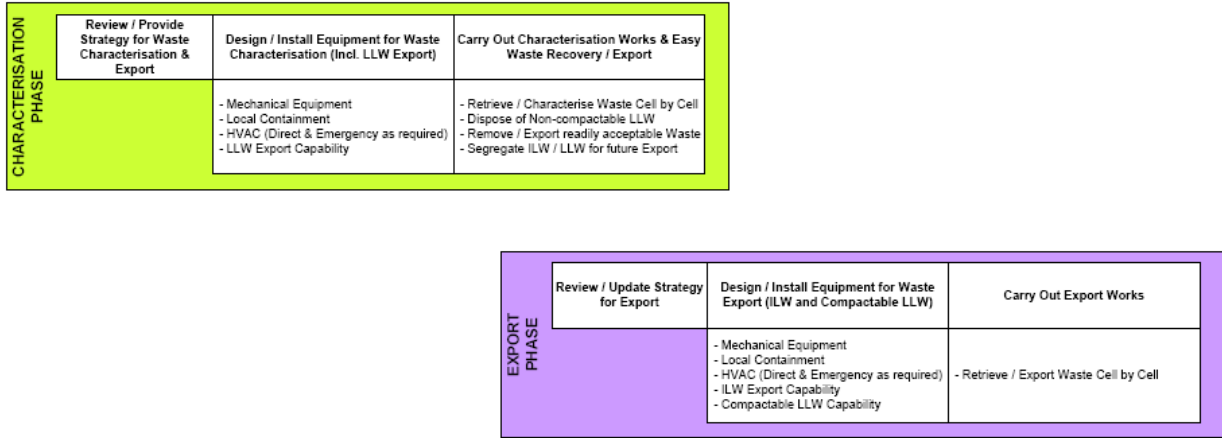 CHARACTERISATION
PHASE
Review / Provide
Strategy for Waste
Characterisation &
Export
Design / Install Equipment for Waste
Characterisation (Incl. LLW Export)
Carry Out Characterisation Works & Easy
Waste Recovery / Export
- Mechanical Equipment
- Local Containment
- HVAC (Direct & Emergency as required)
- LLW Export Capability
- Retrieve / Characterise Waste Cell by Cell
- Dispose of Non-compactable LLW
- Remove / Export readily acceptable Waste
- Segregate ILW / LLW for future Export
EXPORT
PHASE
Review / Update Strategy
for Export
Design / Install Equipment for Waste
Export (ILW and Compactable LLW)
Carry Out Export Works
- Mechanical Equipment
- Local Containment
- HVAC (Direct & Emergency as required)
- ILW Export Capability
- Compactable LLW Capability
- Retrieve / Export Waste Cell by Cell